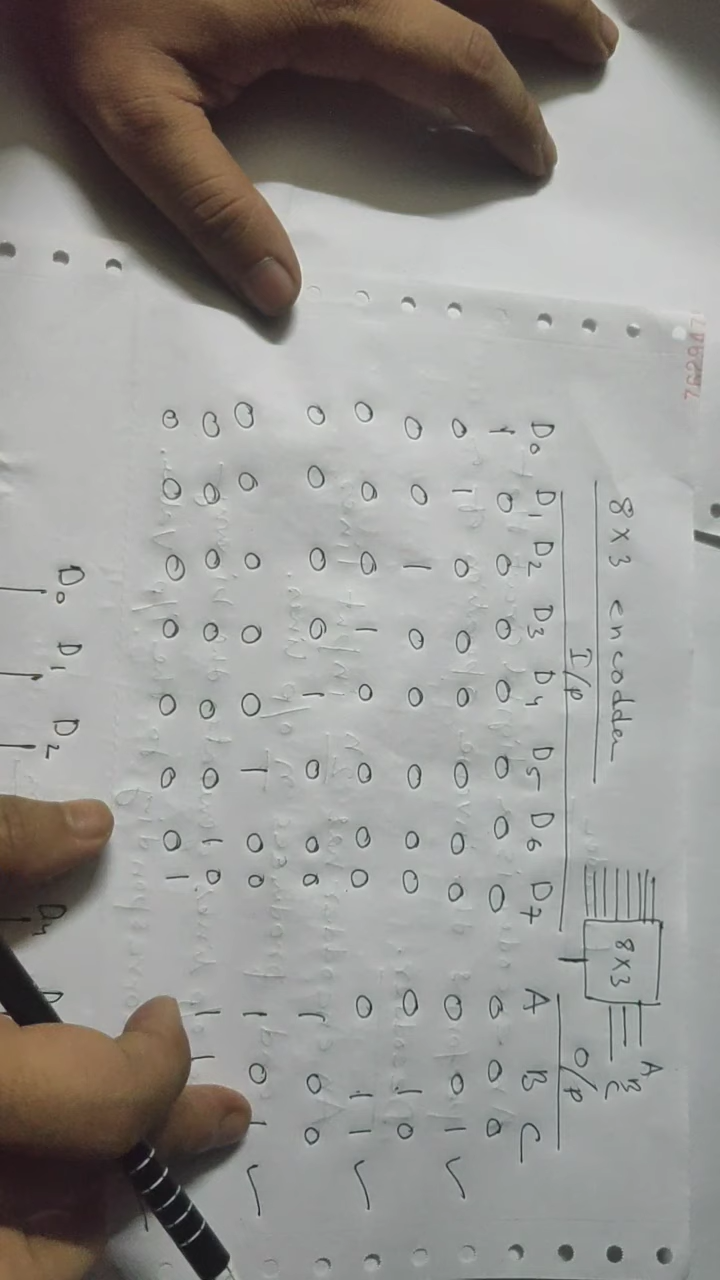 8X3 encodder
8X3
A
B
C
I/P O/P
D0 D1 D2 D3 D4 D5 D6 D7 A B C
1 0 0 0 0 0 0 0 0 0 0
0 1 0 0 0 0 0 0 0 0 1 ✓
0 0 1 0 0 0 0 0 0 1 0
0 0 0 1 0 0 0 0 0 1 1 ✓
0 0 0 0 1 0 0 0 1 0 0
0 0 0 0 0 1 0 0 1 0 1 ✓
0 0 0 0 0 0 1 0 1 1
0 0 0 0 0 0 0 1
D0 D1 D2 D4